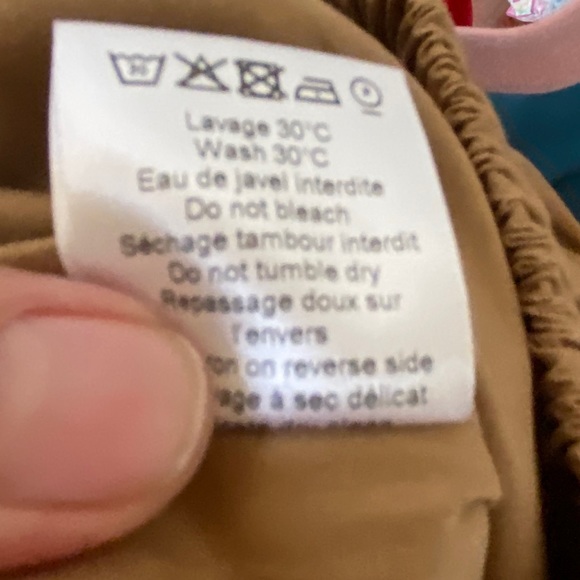 30
Lavage 30°C
Wash 30°C
Eau de javel interdite
Do not bleach
Séchage tambour interdit
Do not tumble dry
Repassage doux sur
l'envers
on reverse side
à sec délicat